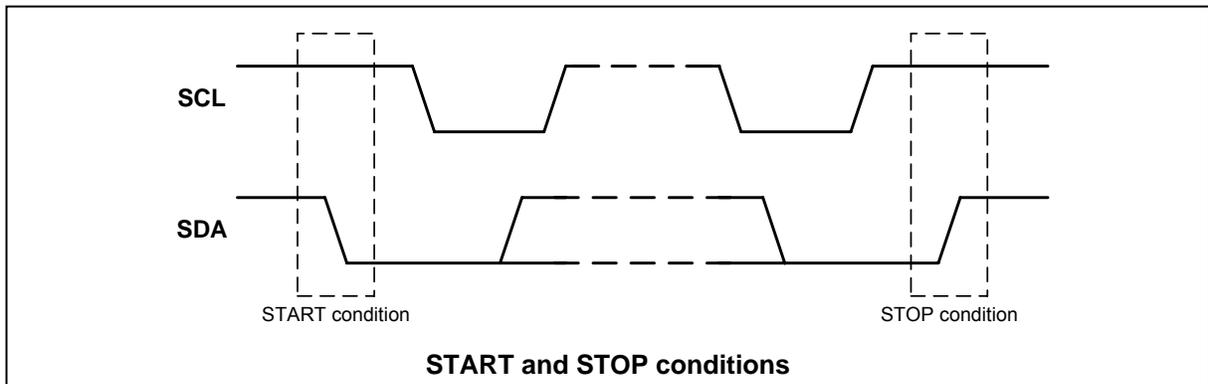 SCL
SDA
START condition
STOP condition
START and STOP conditions